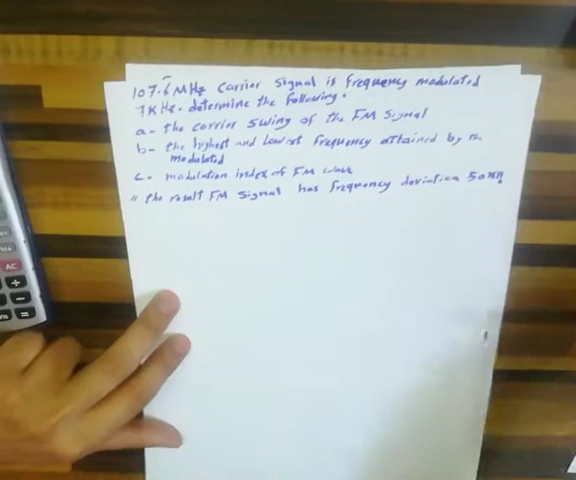 107.6 MHz carrier signal is frequency modulated
7 KHz. determine the following:
a- the carrier swing of the FM signal
b- the highest and lowest frequency attained by the
modulated
c- modulation index of FM wave
" the result FM signal has frequency deviation 50 KHz
AC